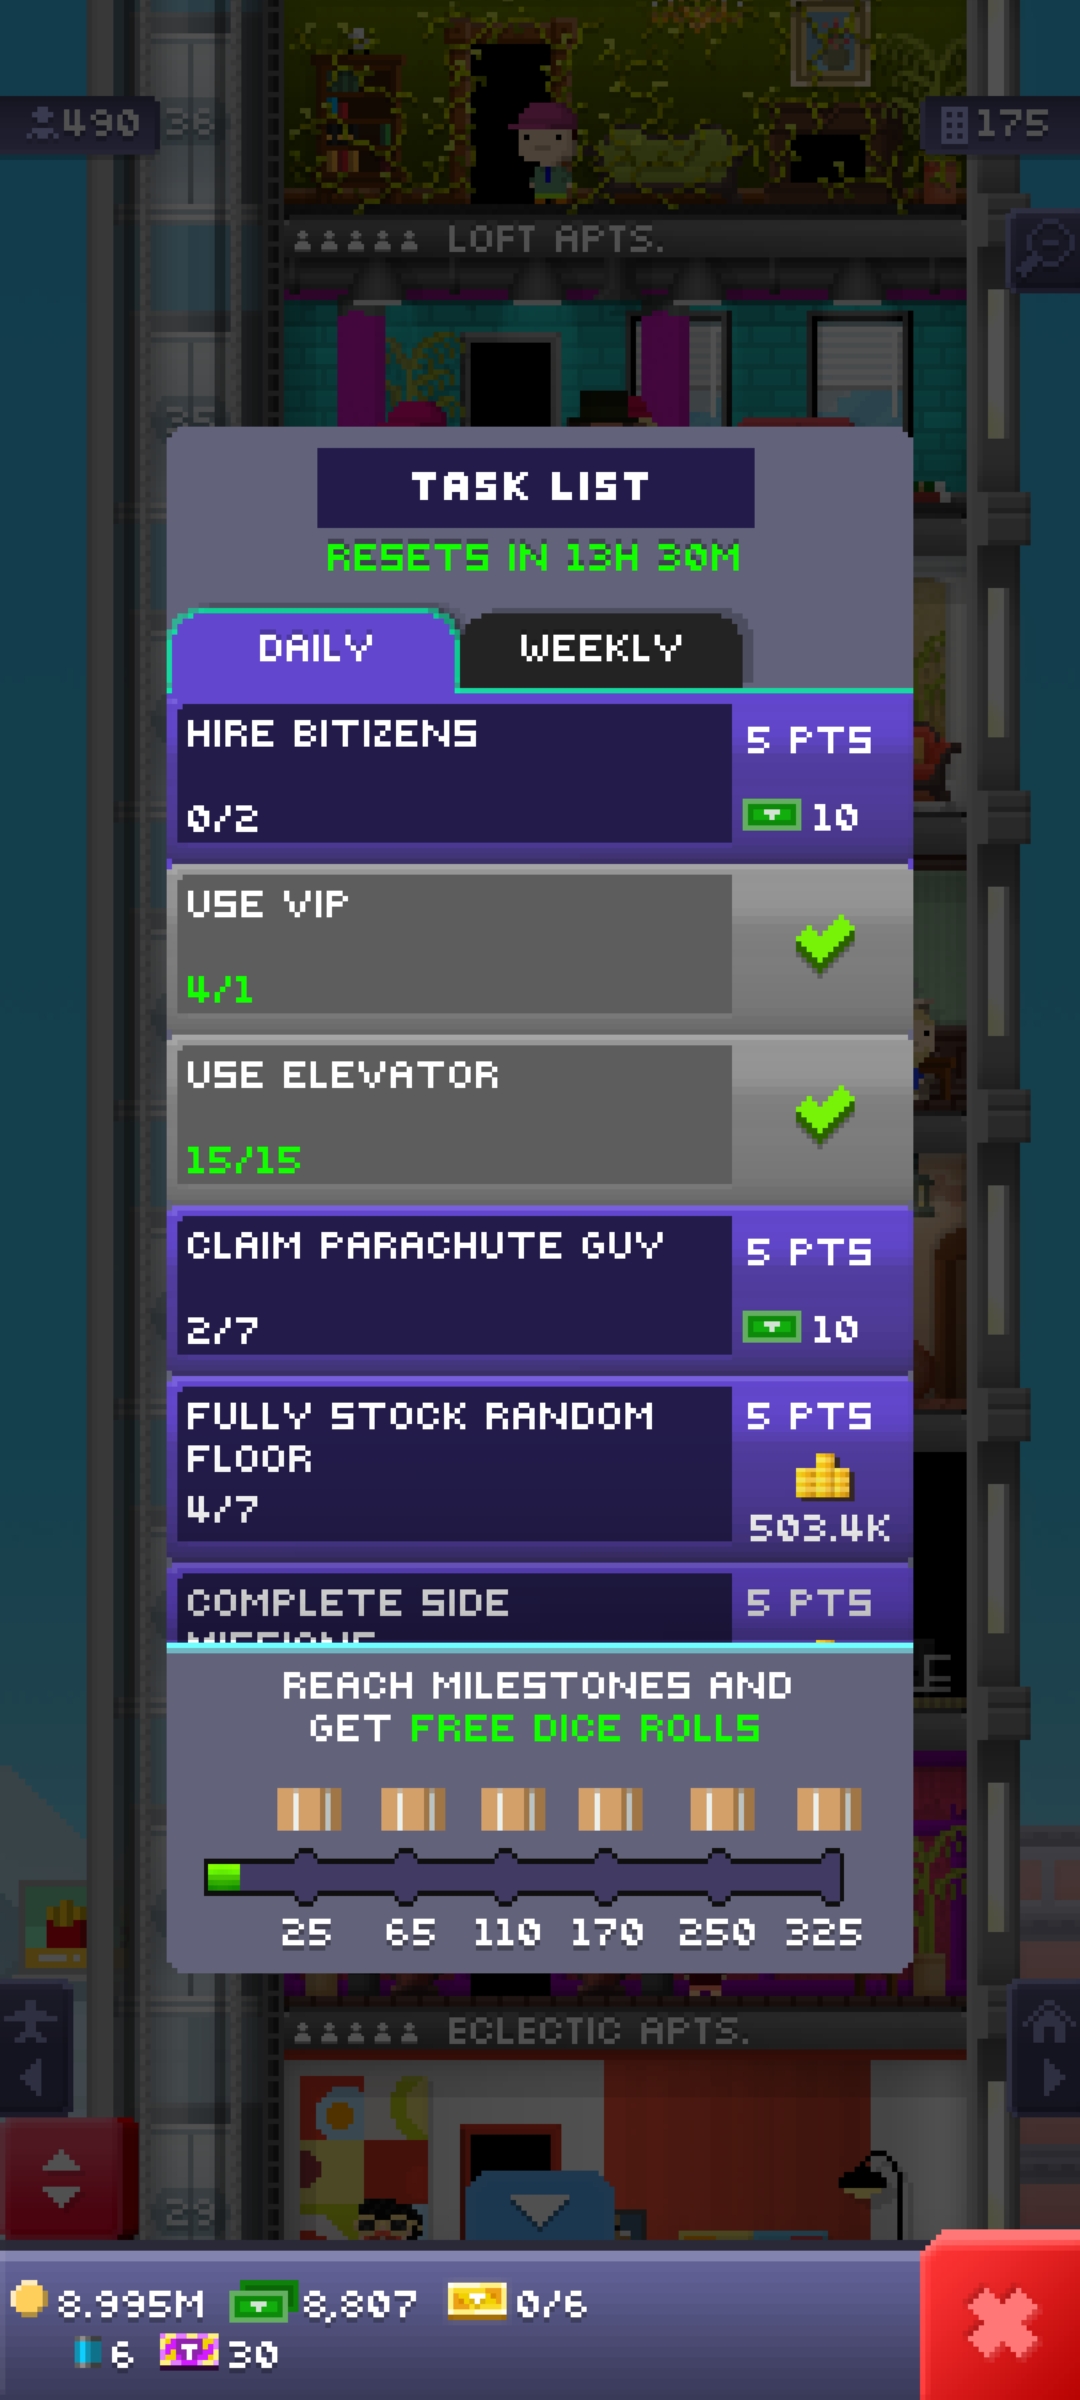 490
38
175
LOFT APTS.
35
TASK LIST
RESETS IN 13H 30M
DAILY
WEEKLY
HIRE BITIZENS
5 PTS
0/2
10
USE VIP
4/1
USE ELEVATOR
15/15
CLAIM PARACHUTE GUY
5 PTS
2/7
10
FULLY STOCK RANDOM
FLOOR
5 PTS
4/7
503.4K
COMPLETE SIDE
MISSIONS
5 PTS
REACH MILESTONES AND
GET FREE DICE ROLLS
25 65 110 170 250 325
ECLECTIC APTS.
8.995M 8,807 0/6
6 30